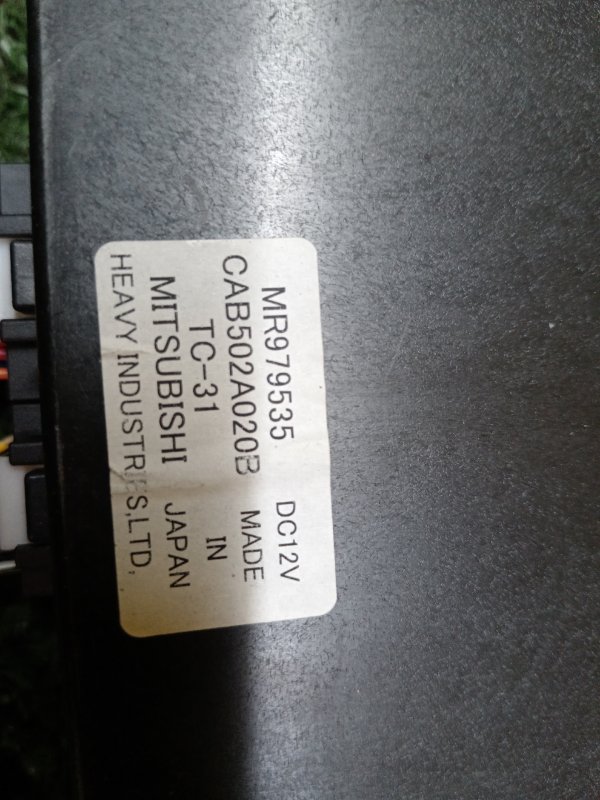 MR979535 DC12V
CAB502A020B MADE
TC-31 IN
MITSUBISHI JAPAN
HEAVY INDUSTRIES,LTD,